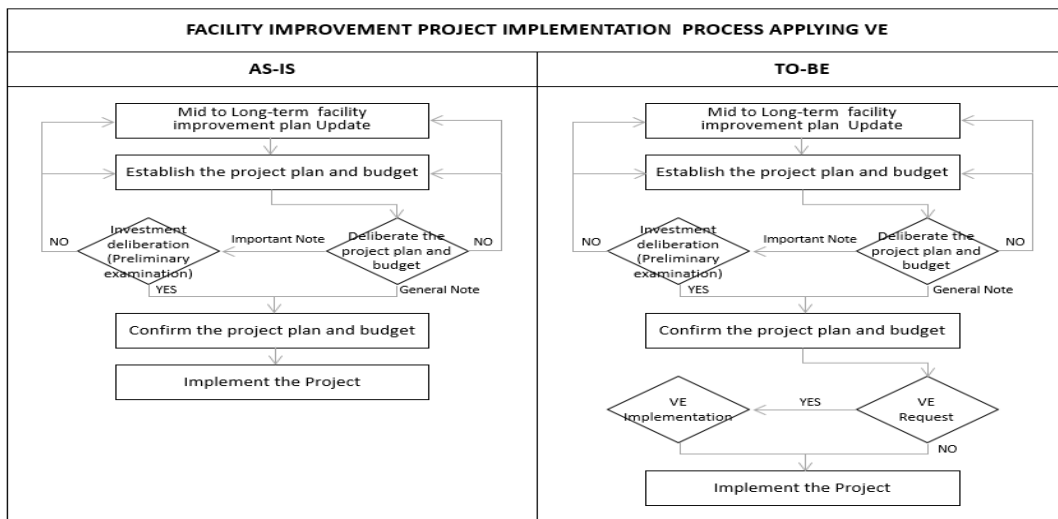 FACILITY IMPROVEMENT PROJECT IMPLEMENTATION PROCESS APPLYING VE
AS-IS
Mid to Long-term facility
improvement plan Update
Establish the project plan and budget
Investment
deliberation
(Preliminary
examination)
NO
Important Note
Deliberate the
project plan and
budget
NO
YES
General Note
Confirm the project plan and budget
Implement the Project
TO-BE
Mid to Long-term facility
improvement plan Update
Establish the project plan and budget
Investment
deliberation
(Preliminary
examination)
NO
Important Note
Deliberate the
project plan and
budget
NO
YES
General Note
Confirm the project plan and budget
VE
Implementation
YES
VE
Request
NO
Implement the Project